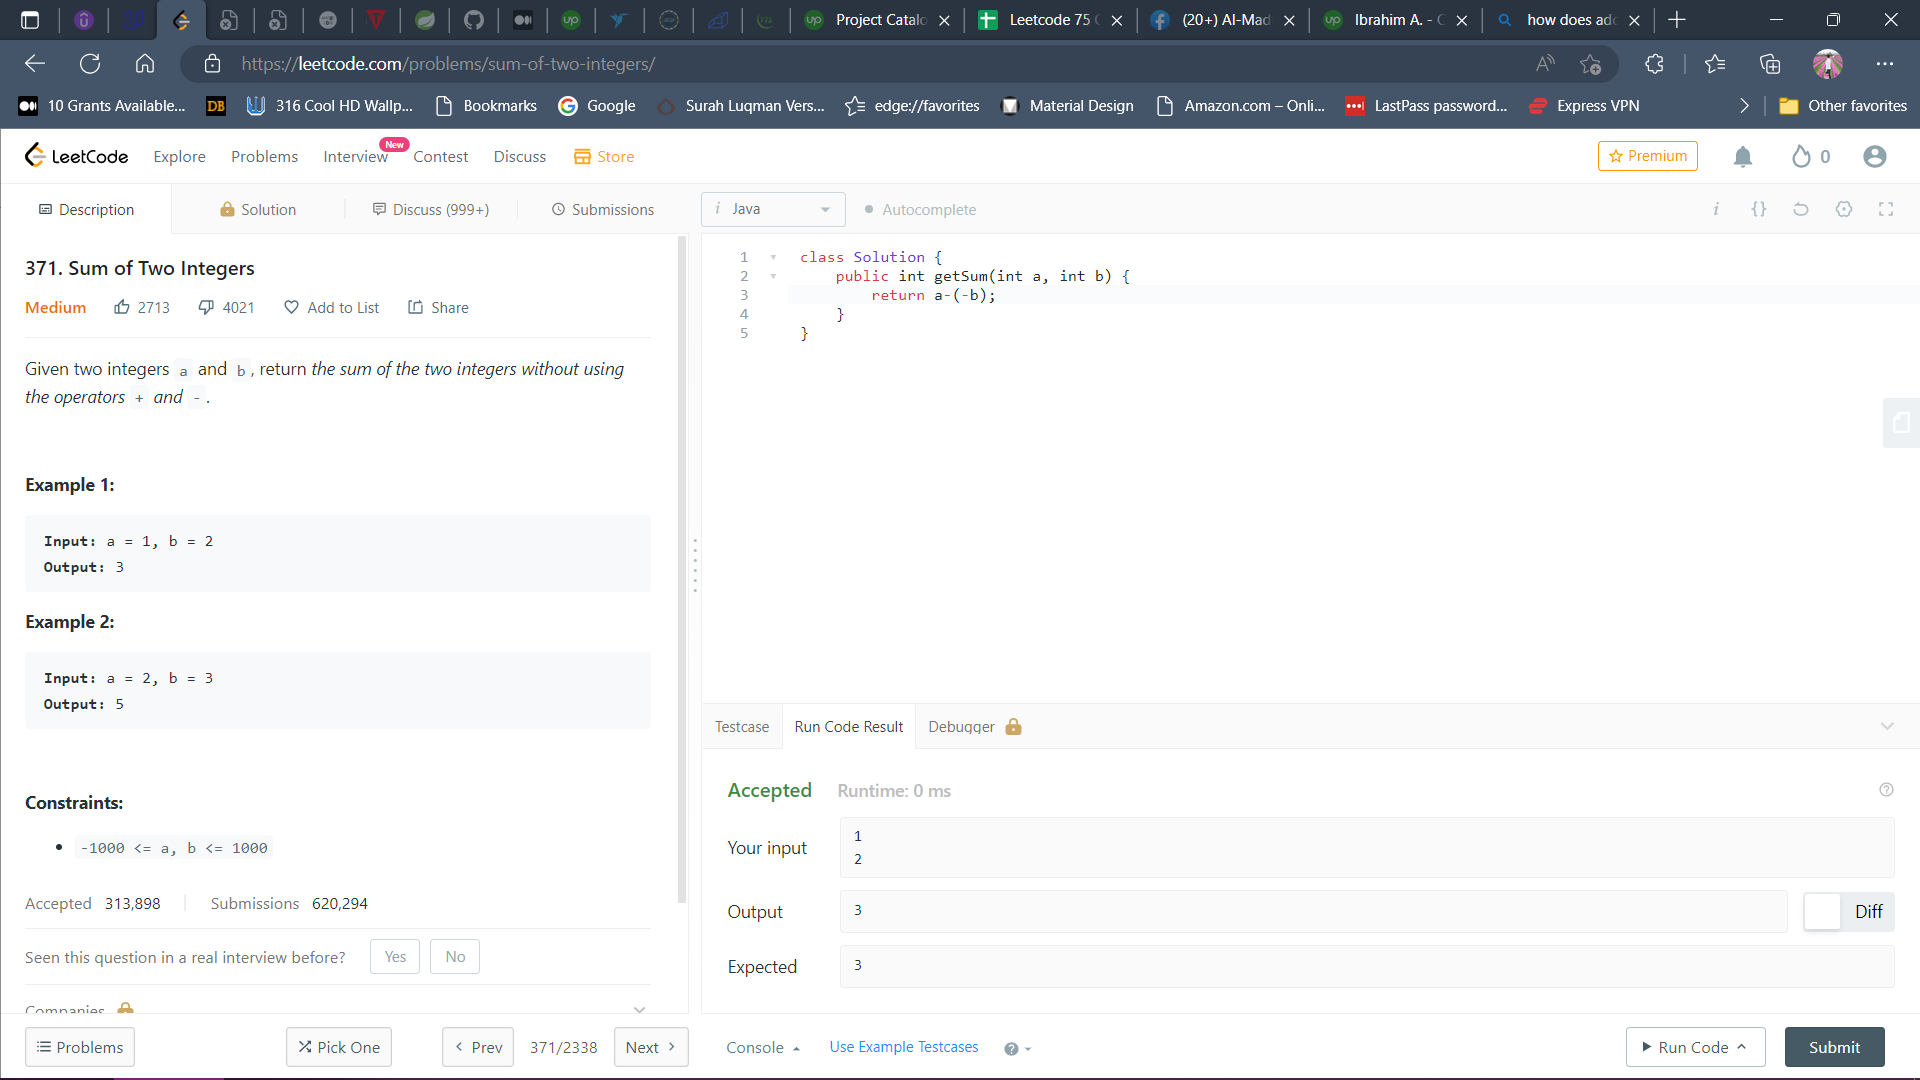 Project Catalo
Leetcode 75
(20+) Al-Mad
Ibrahim A. - C
how does ad
https://leetcode.com/problems/sum-of-two-integers/
10 Grants Available...
DB
316 Cool HD Wallp...
Bookmarks
Google
Surah Luqman Vers...
edge://favorites
Material Design
Amazon.com – Onli...
LastPass password...
Express VPN
Other favorites
LeetCode
Explore
Problems
Interview
New
Contest
Discuss
Store
Premium
0
Description
Solution
Discuss (999+)
Submissions
i Java
Autocomplete
371. Sum of Two Integers
Medium 2713 4021 Add to List Share
Given two integers a and b, return the sum of the two integers without using
the operators + and -.
Example 1:
Input: a = 1, b = 2
Output: 3
Example 2:
Input: a = 2, b = 3
Output: 5
Constraints:
-1000 <= a, b <= 1000
Accepted 313,898 Submissions 620,294
Seen this question in a real interview before? Yes No
Companies
Problems
Pick One
Prev
371/2338
Next
1 class Solution {
2 public int getSum(int a, int b) {
3 return a-(-b);
4 }
5 }
Testcase
Run Code Result
Debugger
Accepted Runtime: 0 ms
Your input
1
2
Output
3
Diff
Expected
3
Console
Use Example Testcases
Run Code
Submit